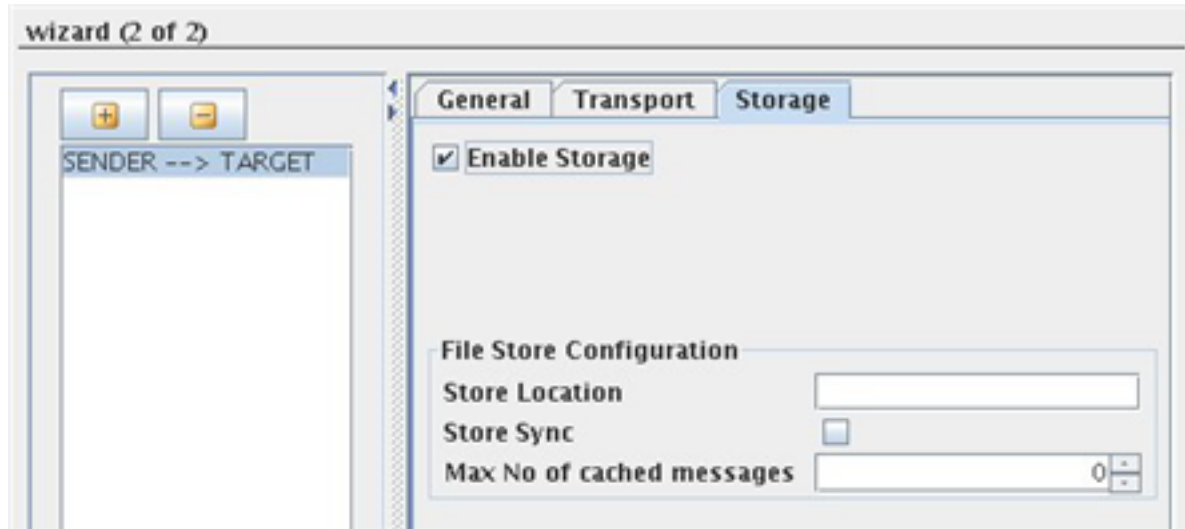 wizard (2 of 2)
SENDER --> TARGET
General Transport Storage
Enable Storage
File Store Configuration
Store Location
Store Sync
Max No of cached messages 0